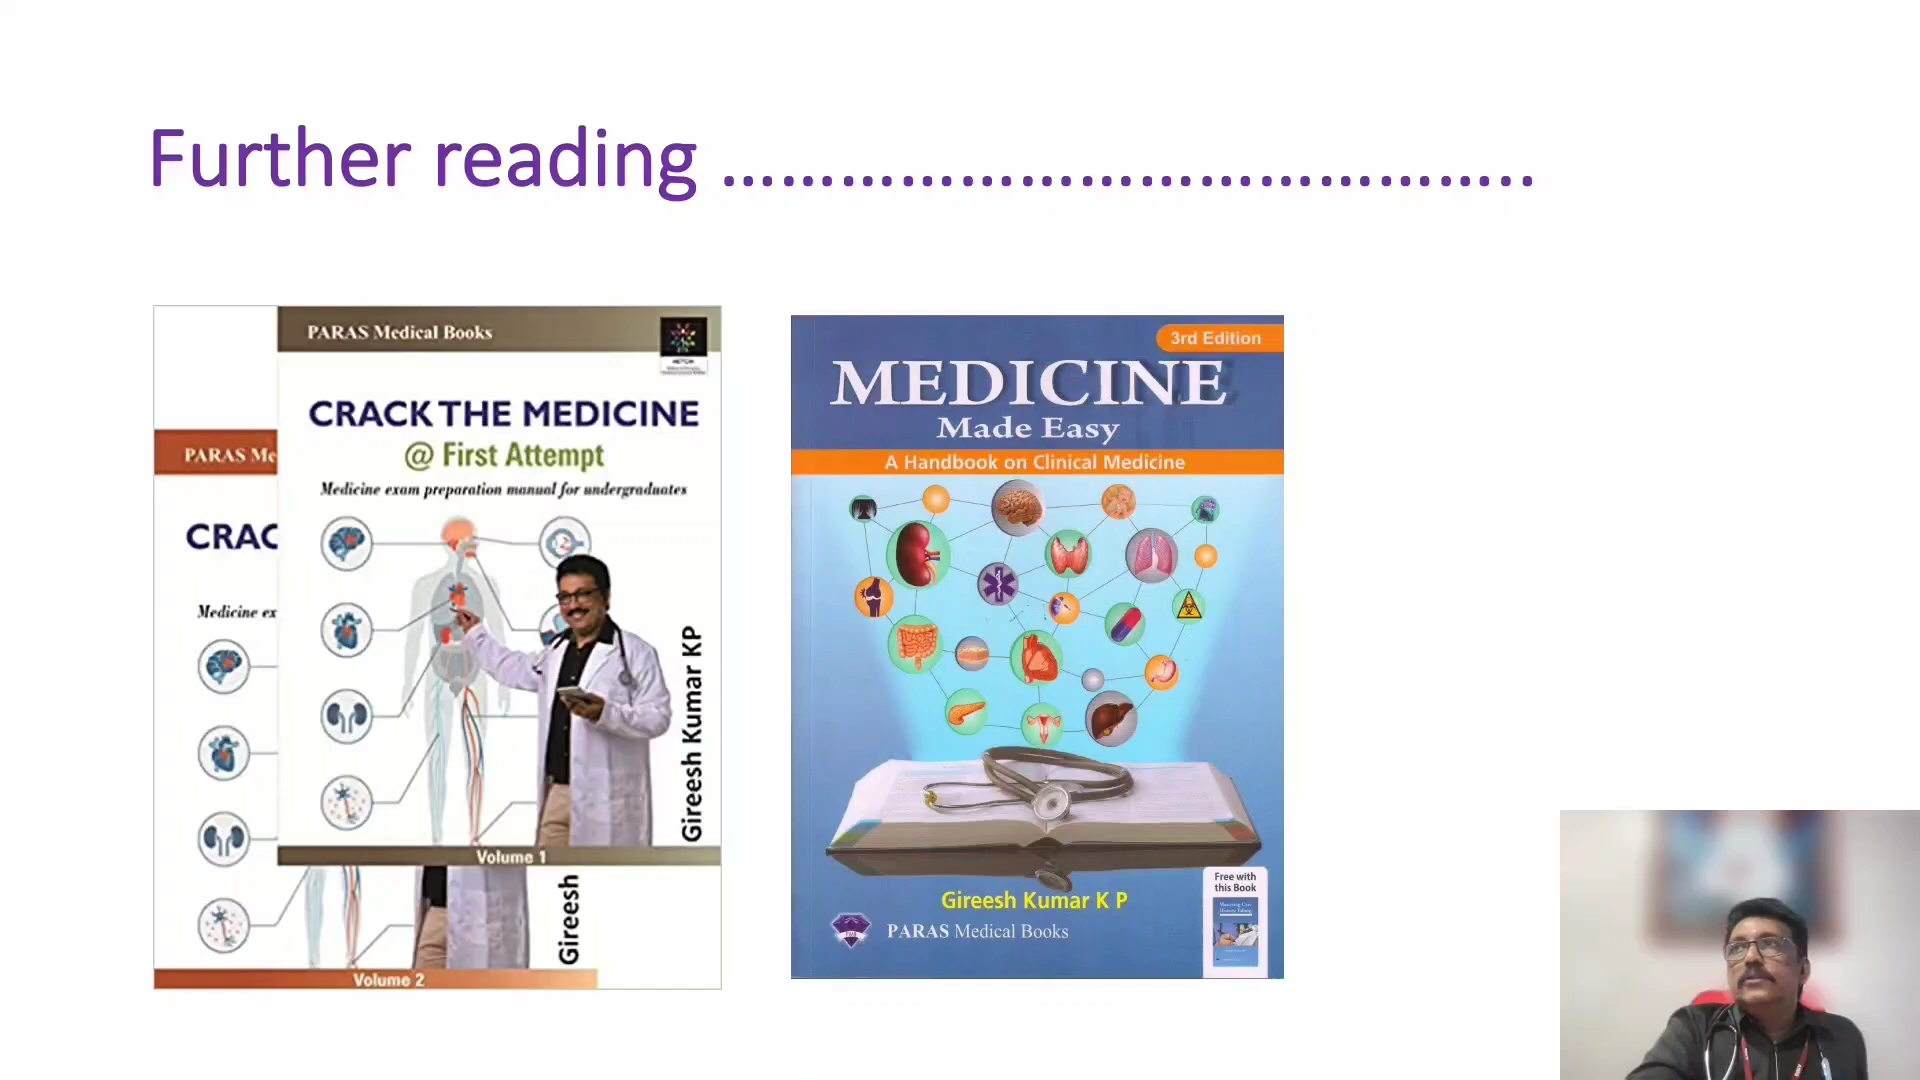 Further reading ……………………………………..
PARAS Medical Books
CRACK THE MEDICINE
@ First Attempt
Medicine exam preparation manual for undergraduates
Gireesh Kumar KP
Volume 1
PARAS Me
CRAC
Medicine ex
Gireesh
Volume 2
3rd Edition
MEDICINE
Made Easy
A Handbook on Clinical Medicine
Gireesh Kumar K P
PARAS Medical Books
Free with
this Book